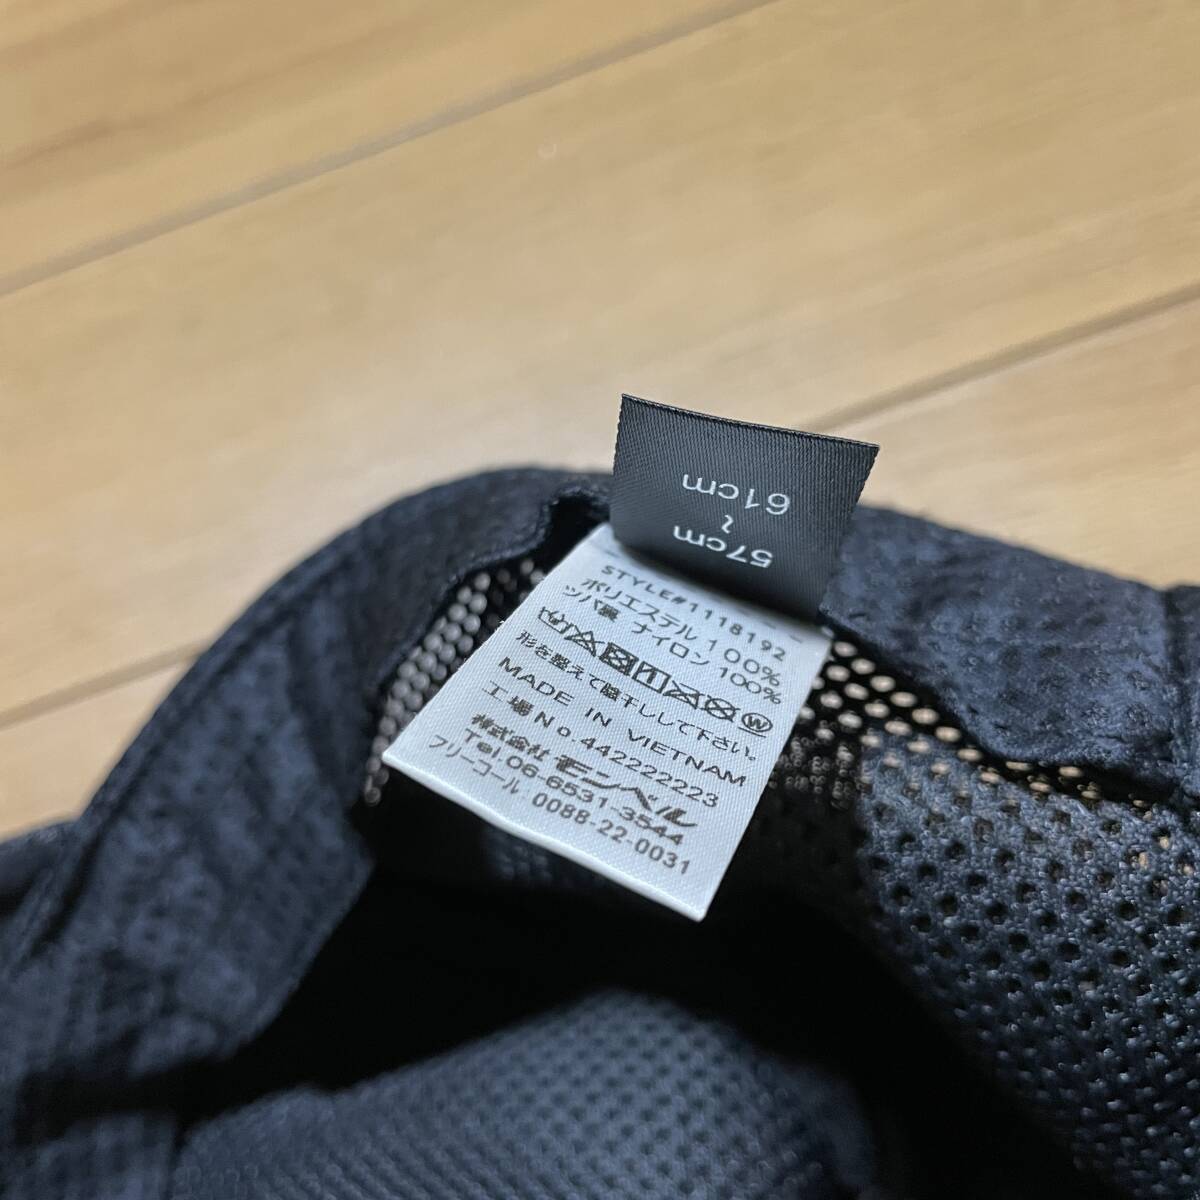 57cm
〜
61cm
STYLE#1118192
ポリエステル 100%
ツバ裏 ナイロン 100%
形を整えて陰干しして下さい。
MADE IN VIETNAM
工場No.44222223
株式会社モンベル
Tel.06-6531-3544
フリーコール:0088-22-0031